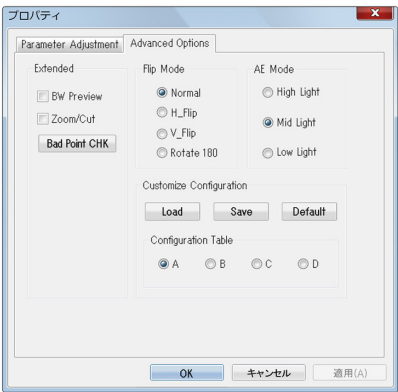 プロパティ
X
Parameter Adjustment
Advanced Options
Extended
BW Preview
Zoom/Cut
Bad Point CHK
Flip Mode
Normal
H_Flip
V_Flip
Rotate 180
AE Mode
High Light
Mid Light
Low Light
Customize Configuration
Load
Save
Default
Configuration Table
A
B
C
D
OK
キャンセル
適用(A)